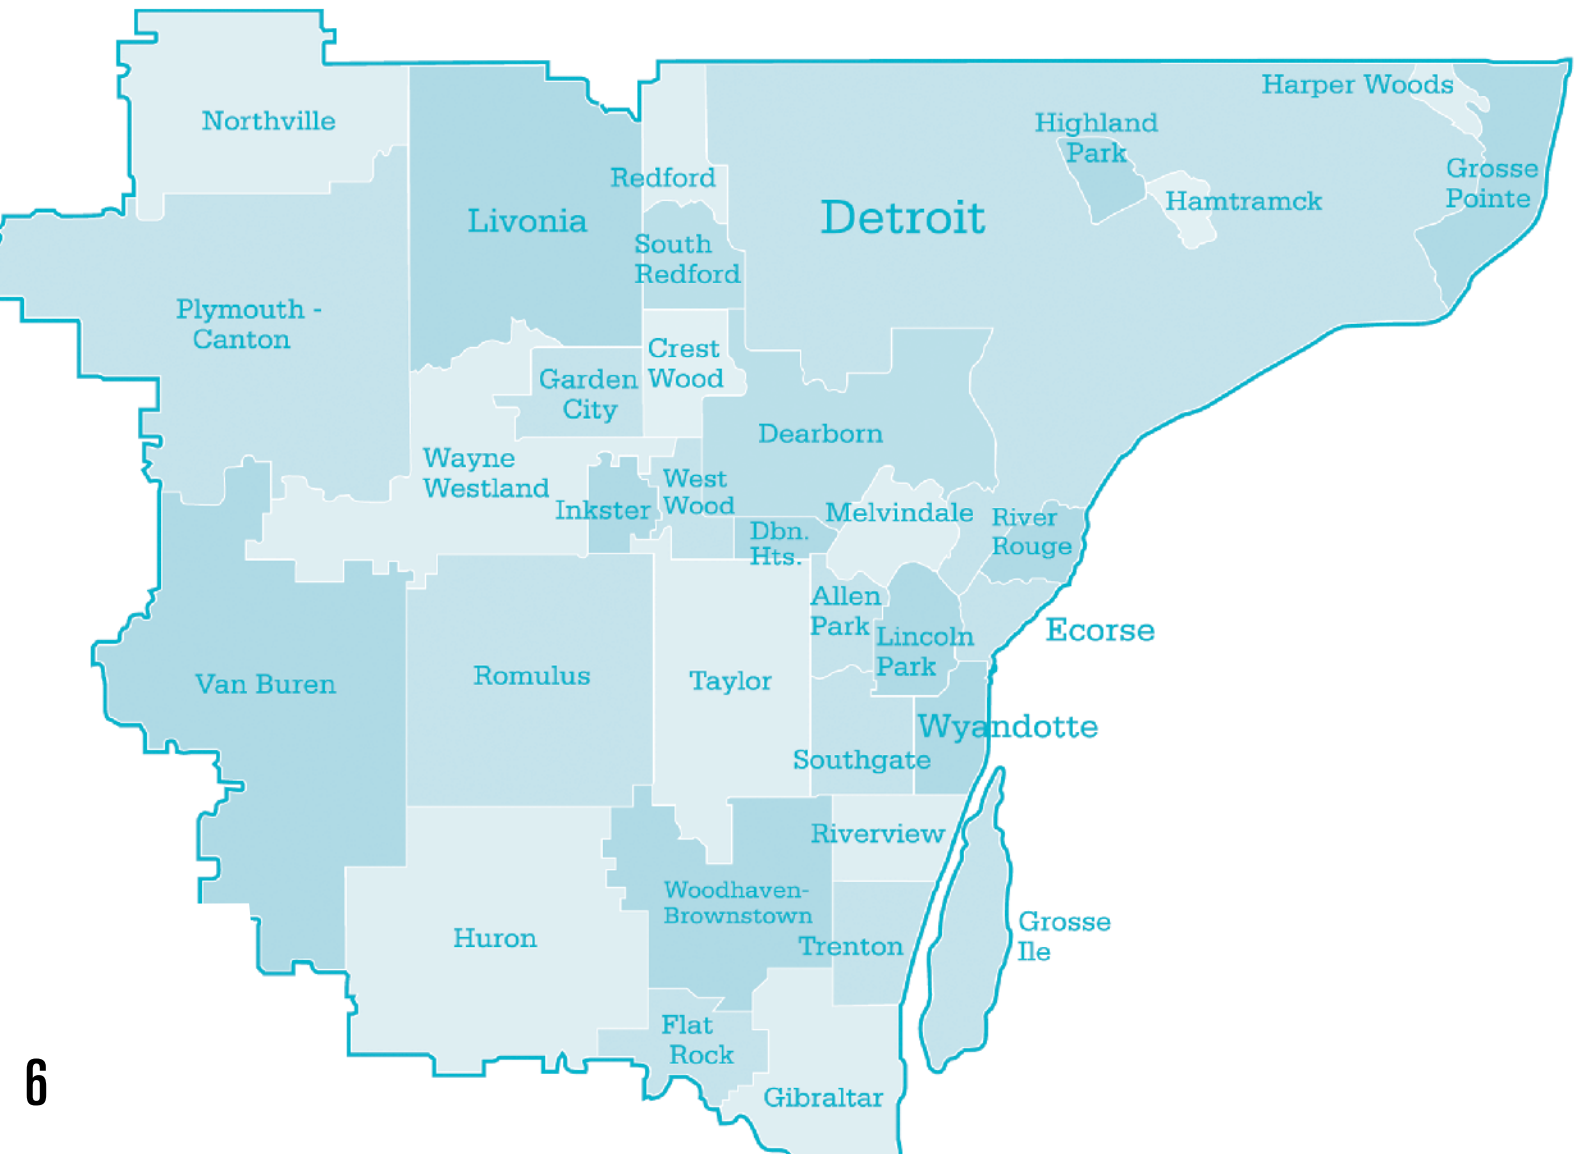 Northville
Harper Woods
Highland
Park
Redford
Grosse
Pointe
Hamtramck
Livonia
Detroit
South
Redford
Plymouth -
Canton
Crest
Wood
Garden
City
Dearborn
Wayne
Westland
West
Wood
Inkster
Melvindale
River
Rouge
Dbn.
Hts.
Allen
Park
Lincoln
Park
Ecorse
Van Buren
Romulus
Taylor
Wyandotte
Southgate
Riverview
Woodhaven-
Brownstown
Grosse
Ile
Huron
Trenton
Flat
Rock
Gibraltar
6